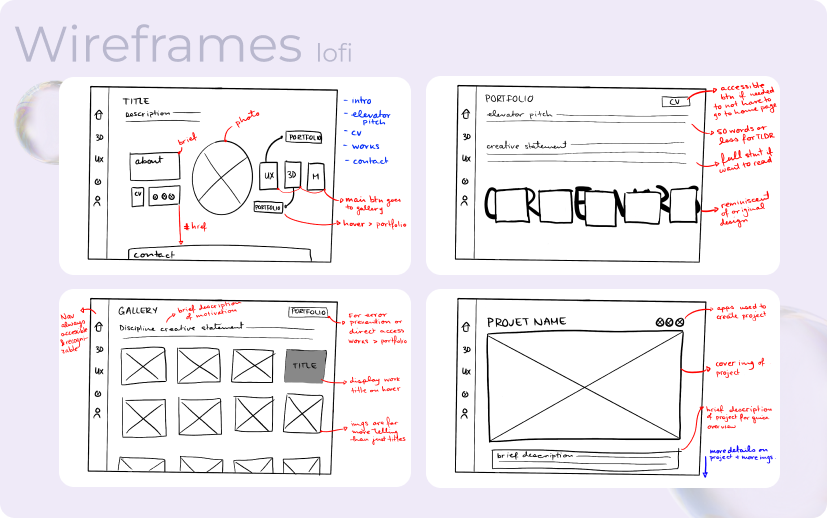 Wireframes lofi
TITLE
Description
photo
brief
about
CV
#href
contact
3D
UX
PORTFOLIO
UX
3D
M
PORTFOLIO
- intro
- elevator
pitch
- cv
- works
- contact
main btn goes
to gallery
hover > portfolio
PORTFOLIO
CV
elevator pitch
creative statement
3D
UX
accessible
btn if needed
to not have to
go to home page
50 words or
less for TLDR
full stmt if
want to read
reminiscent
of original
design
Nav
always
accessible
& recogni-
zable
GALLERY
brief description
of motivation
PORTFOLIO
Discipline creative statement
3D
UX
TITLE
For error
prevention or
direct access
works > portfolio
display work
title on hover
imgs are far
more telling
than just titles
PROJET NAME
3D
UX
brief description
apps used to
create project
cover img of
project
brief description
of project for quick
overview
more details on
project + more imgs.